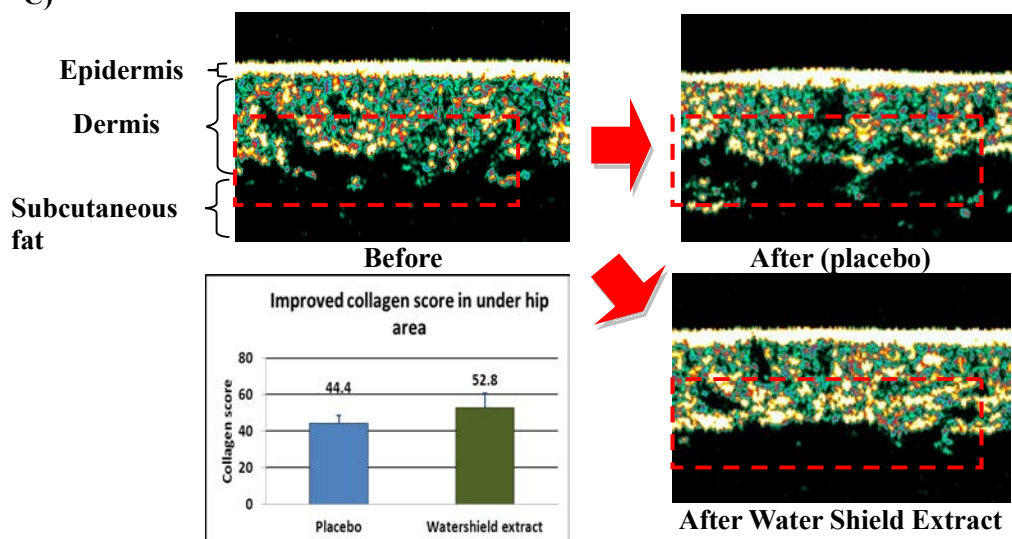 C)
Epidermis
Dermis
Subcutaneous
fat
Before
After (placebo)
Improved collagen score in under hip
area
Collagen score
80
60
40
20
0
44.4
52.8
Placebo
Watershield extract
After Water Shield Extract